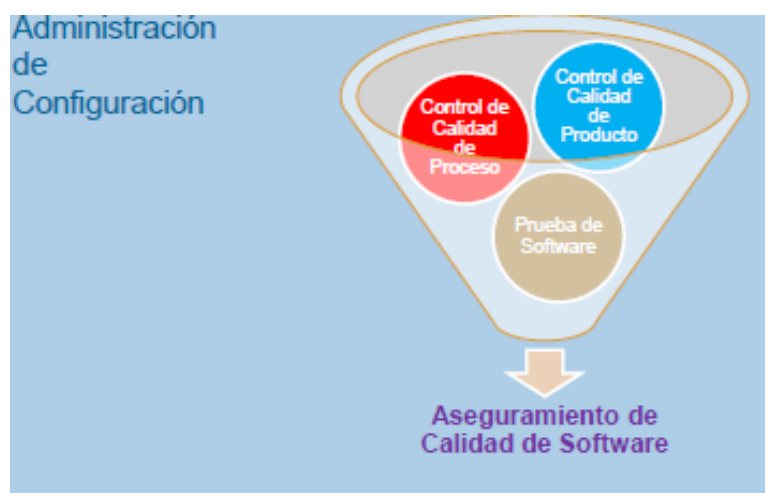 Administración
de
Configuración
Control de
Calidad
de
Proceso
Control de
Calidad
de
Producto
Prueba de
Software
Aseguramiento de
Calidad de Software